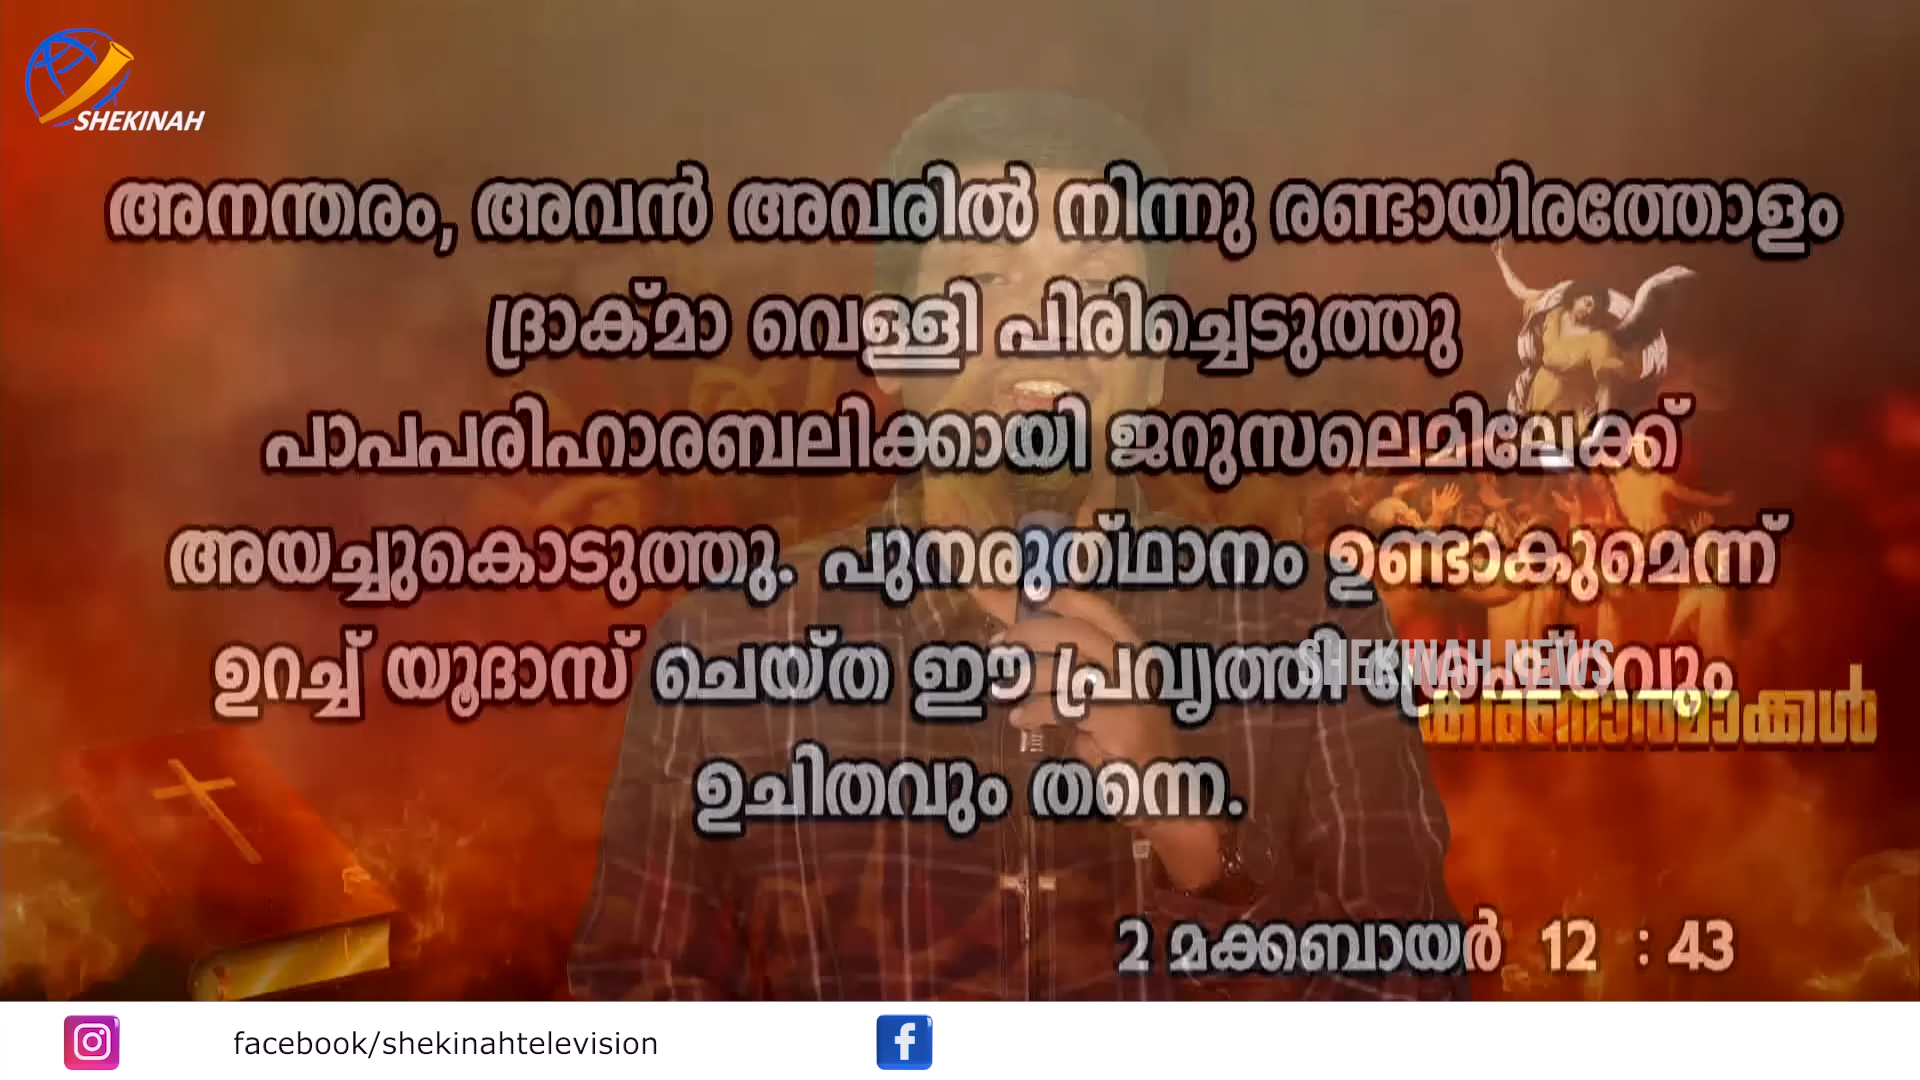 SHEKINAH
അനന്തരം, അവൻ അവരിൽ നിന്നു രണ്ടായിരത്തോളം
ദ്രാക്മാ വെള്ളി പിരിച്ചെടുത്തു
പാപപരിഹാരബലിക്കായി ജറുസലെമിലേക്ക്
അയച്ചുകൊടുത്തു. പുനരുത്ഥാനം ഉണ്ടാകുമെന്ന്
ഉറച്ച് യൂദാസ് ചെയ്ത ഈ പ്രവൃത്തി ശ്രേഷ്ഠവും
SHEKINAH NEWS
ഉചിതവും തന്നെ.
2 മക്കബായർ 12 : 43
facebook/shekinahtelevision